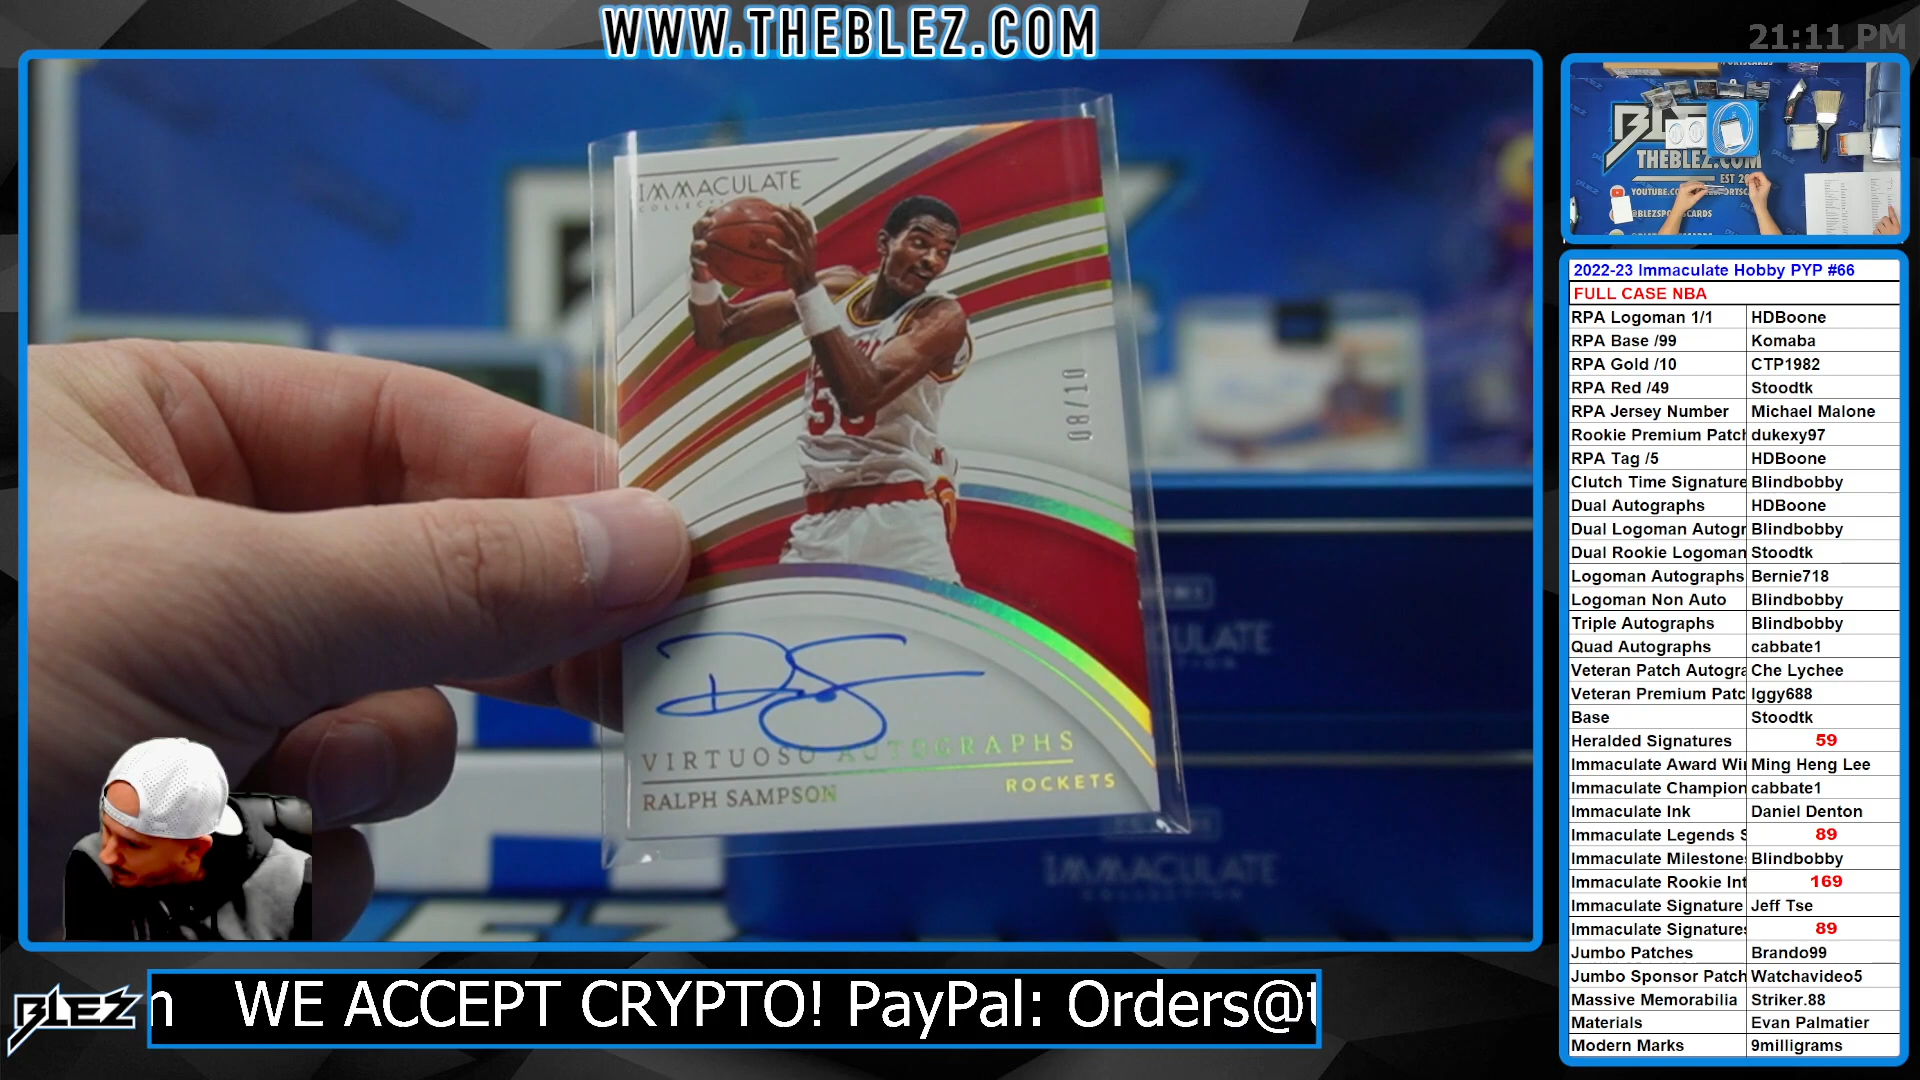 WWW.THEBLEZ.COM
21:11 PM
IMMACULATE
08/10
VIRTUOSO AUTOGRAPHS
RALPH SAMPSON
ROCKETS
IMMACULATE
COLLECTION
BLEZ
THEBLEZ.COM
2022-23 Immaculate Hobby PYP #66
FULL CASE NBA
RPA Logoman 1/1 HDBoone
RPA Base /99 Komaba
RPA Gold /10 CTP1982
RPA Red /49 Stoodtk
RPA Jersey Number Michael Malone
Rookie Premium Patch dukexy97
RPA Tag /5 HDBoone
Clutch Time Signature Blindbobby
Dual Autographs HDBoone
Dual Logoman Autogr Blindbobby
Dual Rookie Logoman Stoodtk
Logoman Autographs Bernie718
Logoman Non Auto Blindbobby
Triple Autographs Blindbobby
Quad Autographs cabbate1
Veteran Patch Autogra Che Lychee
Veteran Premium Patc Iggy688
Base Stoodtk
Heralded Signatures 59
Immaculate Award Wi Ming Heng Lee
Immaculate Champion cabbate1
Immaculate Ink Daniel Denton
Immaculate Legends S 89
Immaculate Milestone Blindbobby
Immaculate Rookie Int 169
Immaculate Signature Jeff Tse
Immaculate Signatures 89
Jumbo Patches Brando99
Jumbo Sponsor Patch Watchavideo5
Massive Memorabilia Striker.88
Materials Evan Palmatier
Modern Marks 9milligrams
BLEZ
WE ACCEPT CRYPTO! PayPal: Orders@t